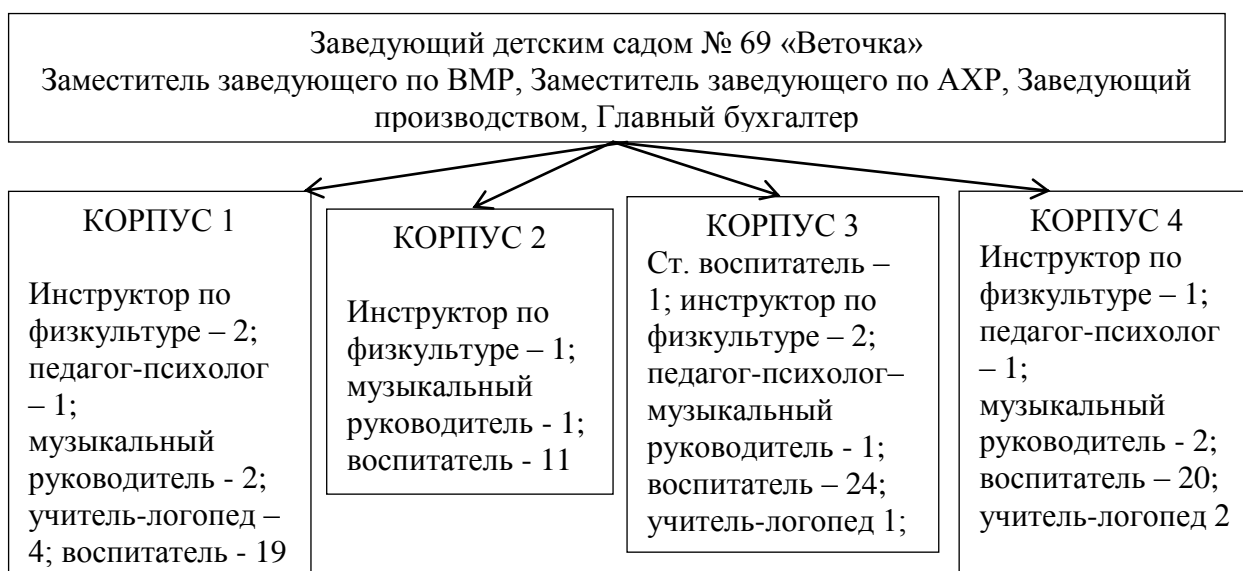 Заведующий детским садом № 69 «Веточка»
Заместитель заведующего по ВМР, Заместитель заведующего по АХР, Заведующий
производством, Главный бухгалтер
КОРПУС 1
Инструктор по
физкультуре – 2;
педагог-психолог
– 1;
музыкальный
руководитель - 2;
учитель-логопед –
4; воспитатель - 19
КОРПУС 2
Инструктор по
физкультуре – 1;
музыкальный
руководитель - 1;
воспитатель - 11
КОРПУС 3
Ст. воспитатель –
1; инструктор по
физкультуре – 2;
педагог-психолог–
музыкальный
руководитель - 1;
воспитатель – 24;
учитель-логопед 1;
КОРПУС 4
Инструктор по
физкультуре – 1;
педагог-психолог
– 1;
музыкальный
руководитель - 2;
воспитатель – 20;
учитель-логопед 2